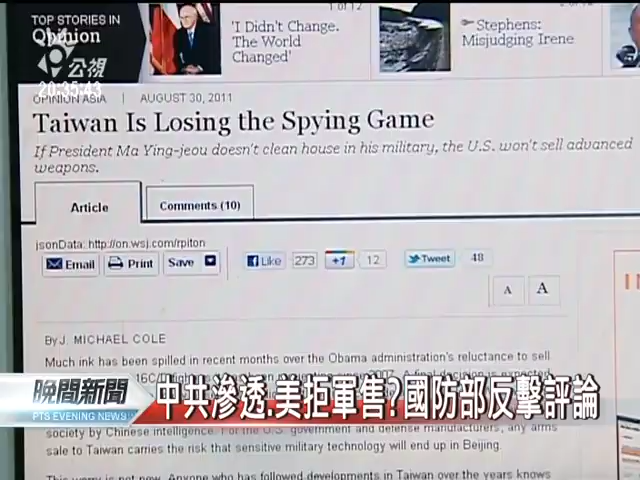 TOP STORIES IN
Opinion
1 of 12
'I Didn't Change.
The World
Changed'
Stephens:
Misjudging Irene
公視
20:35:43
OPINION ASIA | AUGUST 30, 2011
Taiwan Is Losing the Spying Game
If President Ma Ying-jeou doesn't clean house in his military, the U.S. won't sell advanced
weapons.
Article
Comments (10)
jsonData: http://on.wsj.com/rpiton
Email
Print
Save
Like
273
+1
12
Tweet
48
A
A
By J. MICHAEL COLE
Much ink has been spilled in recent months over the Obama administration's reluctance to sell
晚間新聞
PTS EVENING NEWS
中共滲透.美拒軍售?國防部反擊評論
society by Chinese intelligence. For the U.S. government and defense manufacturers, any arms
sale to Taiwan carries the risk that sensitive military technology will end up in Beijing.
This worry is not new. Anyone who has followed developments in Taiwan over the years knows